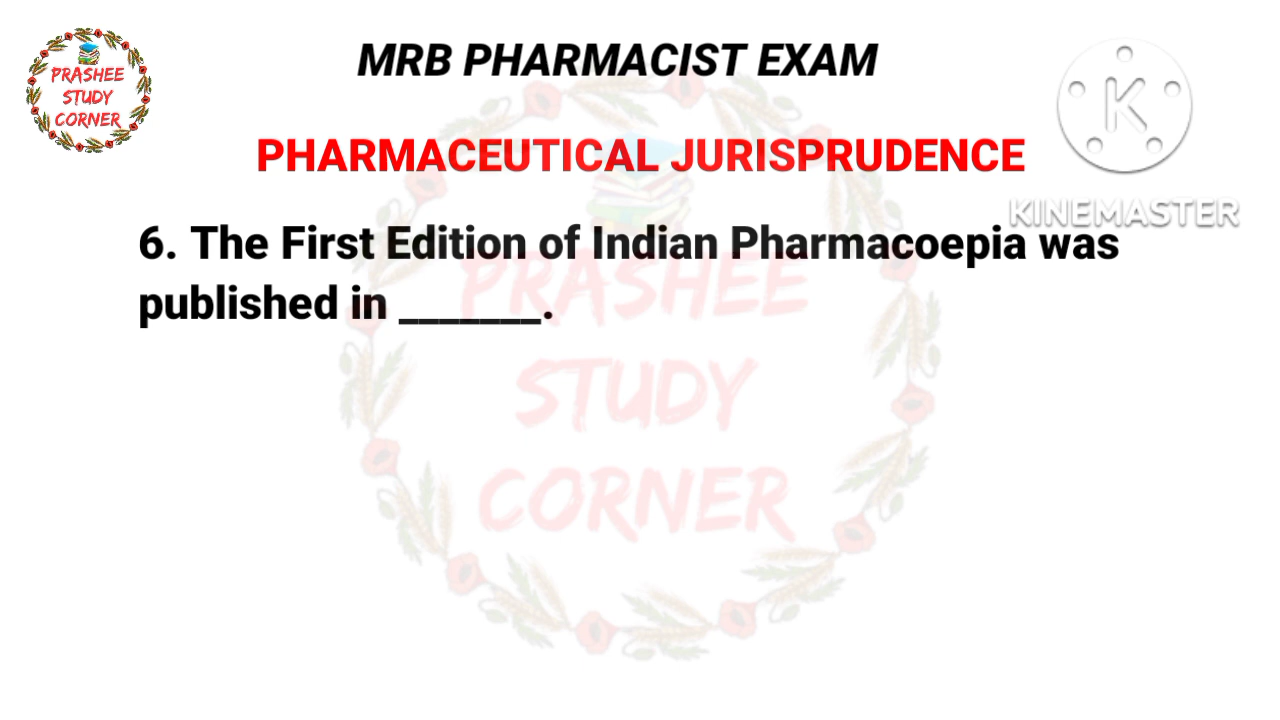 PRASHEE
STUDY
CORNER
MRB PHARMACIST EXAM
K
KINEMASTER
PHARMACEUTICAL JURISPRUDENCE
6. The First Edition of Indian Pharmacoepia was
published in _______.
PRASHEE
STUDY
CORNER